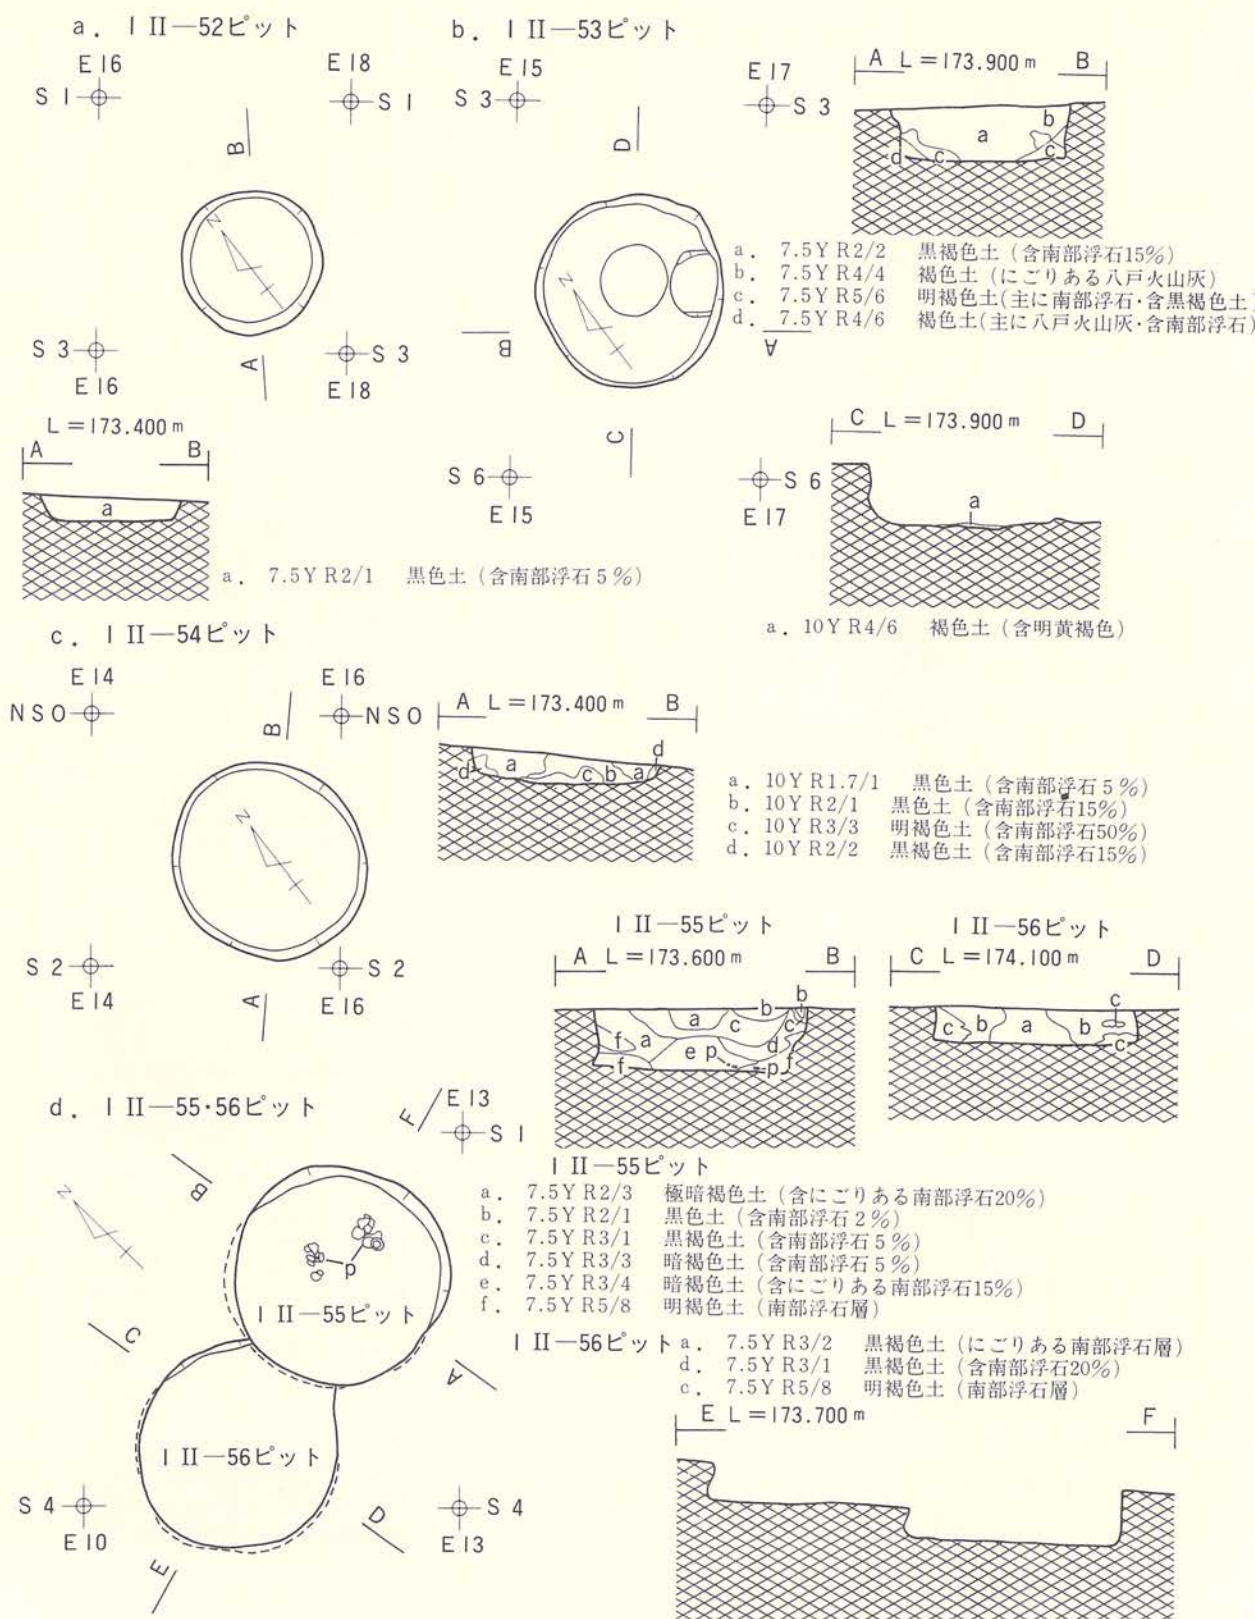 a. I II—52ピット
E16
E18
S1
S1
B
A
S3
S3
E16
E18
L=173.400m
A B
a
a. 7.5YR2/1 黒色土（含南部浮石5％）
b. I II—53ピット
E15
E17
S3
S3
D
B
A
C
S6
S6
E15
E17
A L=173.900m B
b
a
d c c
a. 7.5YR2/2 黒褐色土（含南部浮石15％）
b. 7.5YR4/4 褐色土（にごりある八戸火山灰）
c. 7.5YR5/6 明褐色土（主に南部浮石・含黒褐色土）
d. 7.5YR4/6 褐色土（主に八戸火山灰・含南部浮石）
C L=173.900m D
a
a. 10YR4/6 褐色土（含明黄褐色）
c. I II—54ピット
E14
E16
NSO
NSO
B
N
A
S2
S2
E14
E16
A L=173.400m B
d
d a c b a
a. 10YR1.7/1 黒色土（含南部浮石5％）
b. 10YR2/1 黒色土（含南部浮石15％）
c. 10YR3/3 明褐色土（含南部浮石50％）
d. 10YR2/2 黒褐色土（含南部浮石15％）
I II—55ピット
A L=173.600m B
b
b
a c c
f a e p d f
f p
I II—56ピット
C L=174.100m D
c
c b a b
c
d. I II—55・56ピット
F
E13
S1
B
N
p
I II—55ピット
C
A
I II—56ピット
S4
S4
E10
E13
D
E
I II—55ピット
a. 7.5YR2/3 極暗褐色土（含にごりある南部浮石20％）
b. 7.5YR2/1 黒色土（含南部浮石2％）
c. 7.5YR3/1 黒褐色土（含南部浮石5％）
d. 7.5YR3/3 暗褐色土（含南部浮石5％）
e. 7.5YR3/4 暗褐色土（含にごりある南部浮石15％）
f. 7.5YR5/8 明褐色土（南部浮石層）
I II—56ピット a. 7.5YR3/2 黒褐色土（にごりある南部浮石層）
d. 7.5YR3/1 黒褐色土（含南部浮石20％）
c. 7.5YR5/8 明褐色土（南部浮石層）
E L=173.700m F